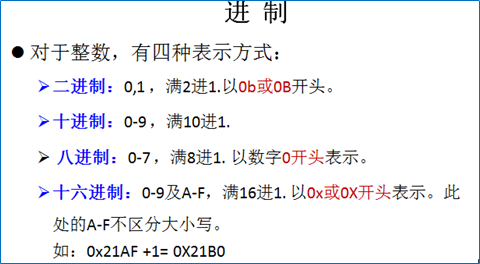 进 制
● 对于整数，有四种表示方式：
➢二进制：0,1 ，满2进1.以0b或0B开头。
➢十进制：0-9 ，满10进1.
➢ 八进制：0-7 ，满8进1. 以数字0开头表示。
➢十六进制：0-9及A-F，满16进1. 以0x或0X开头表示。此
处的A-F不区分大小写。
如：0x21AF +1= 0X21B0